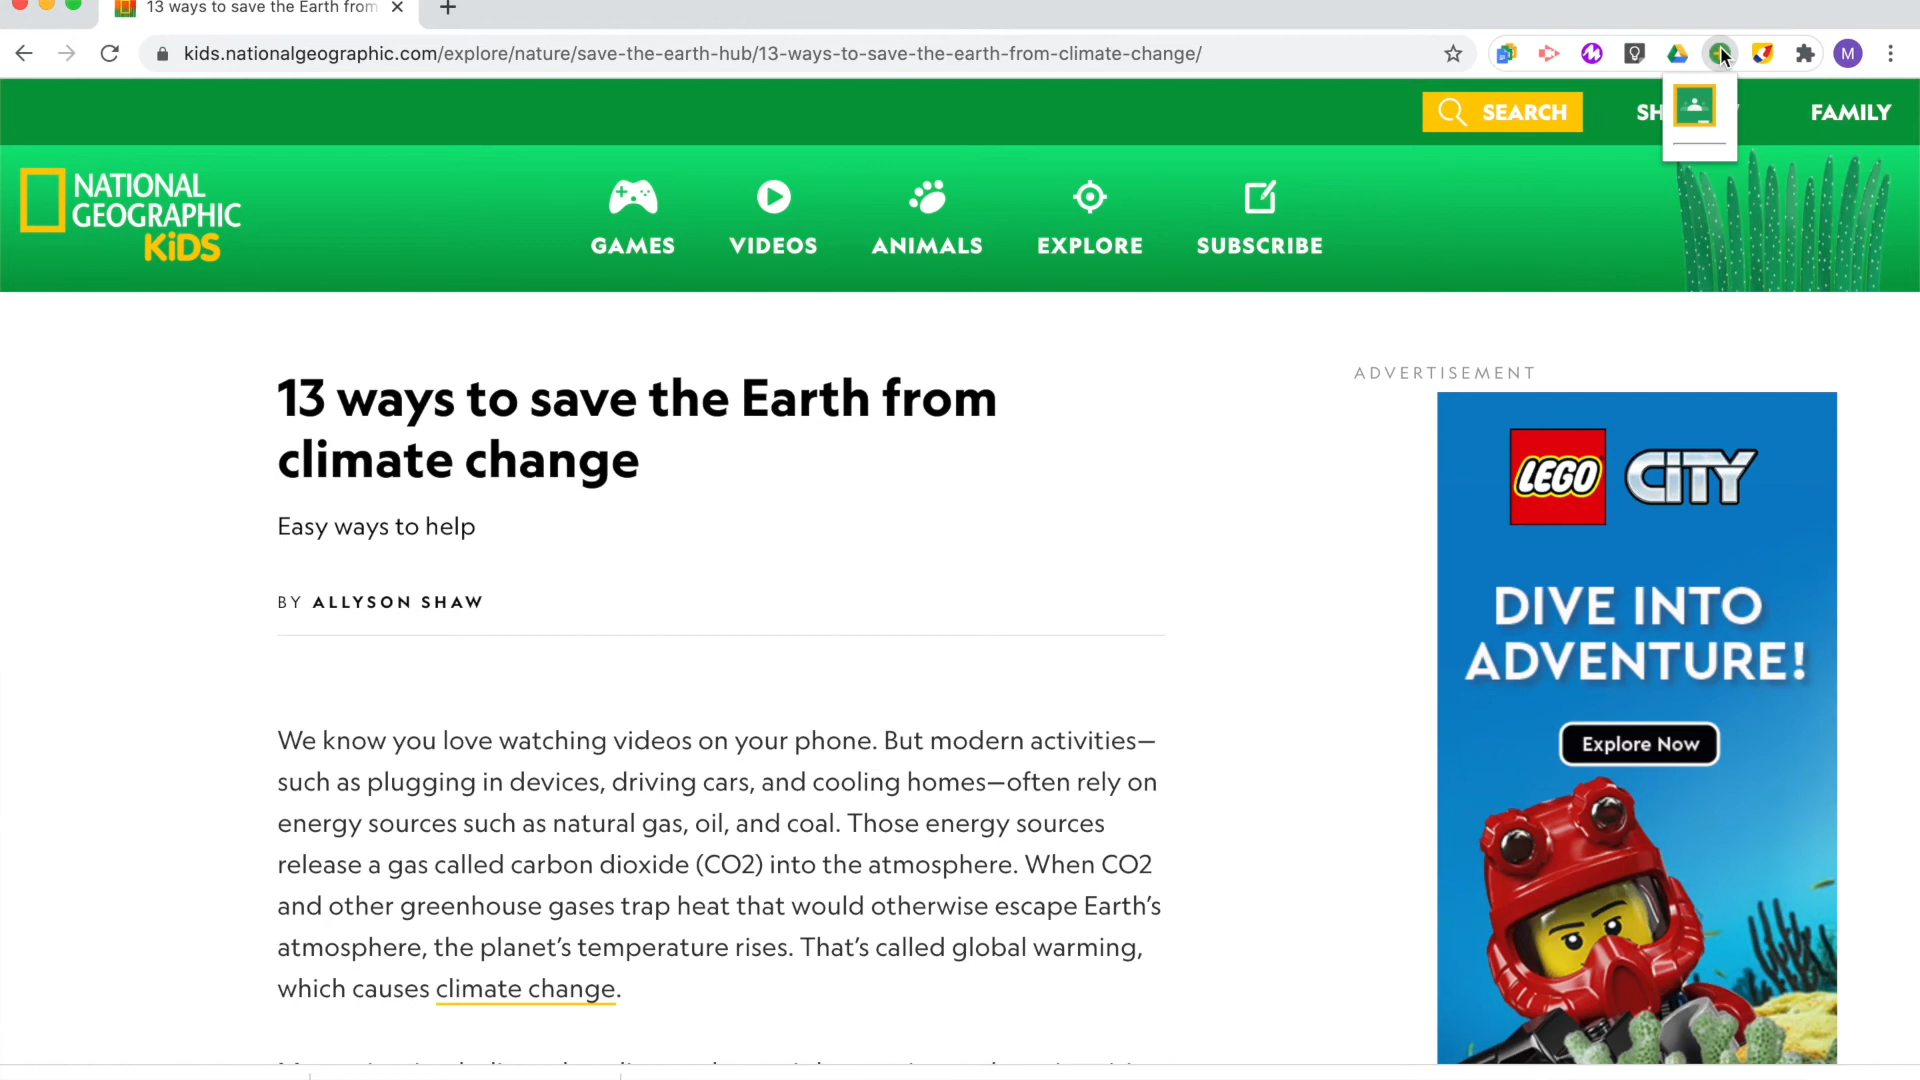 13 ways to save the Earth from
kids.nationalgeographic.com/explore/nature/save-the-earth-hub/13-ways-to-save-the-earth-from-climate-change/
M
SEARCH
FAMILY
NATIONAL
GEOGRAPHIC
KiDS
GAMES
VIDEOS
ANIMALS
EXPLORE
SUBSCRIBE
13 ways to save the Earth from
climate change
Easy ways to help
BY ALLYSON SHAW
We know you love watching videos on your phone. But modern activities—
such as plugging in devices, driving cars, and cooling homes—often rely on
energy sources such as natural gas, oil, and coal. Those energy sources
release a gas called carbon dioxide (CO2) into the atmosphere. When CO2
and other greenhouse gases trap heat that would otherwise escape Earth’s
atmosphere, the planet’s temperature rises. That’s called global warming,
which causes climate change.
ADVERTISEMENT
LEGO CITY
DIVE INTO
ADVENTURE!
Explore Now